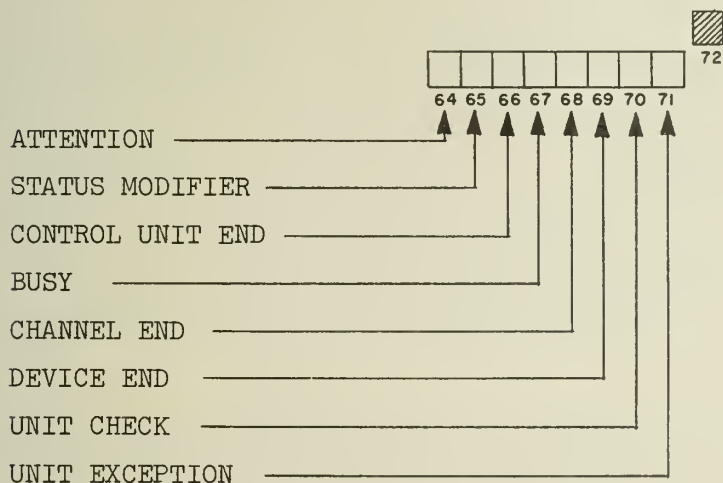 72
64 65 66 67 68 69 70 71
ATTENTION
STATUS MODIFIER
CONTROL UNIT END
BUSY
CHANNEL END
DEVICE END
UNIT CHECK
UNIT EXCEPTION